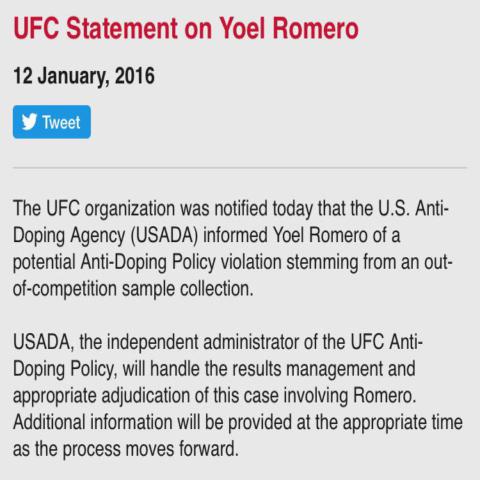 UFC Statement on Yoel Romero
12 January, 2016
Tweet
The UFC organization was notified today that the U.S. Anti-
Doping Agency (USADA) informed Yoel Romero of a
potential Anti-Doping Policy violation stemming from an out-
of-competition sample collection.
USADA, the independent administrator of the UFC Anti-
Doping Policy, will handle the results management and
appropriate adjudication of this case involving Romero.
Additional information will be provided at the appropriate time
as the process moves forward.